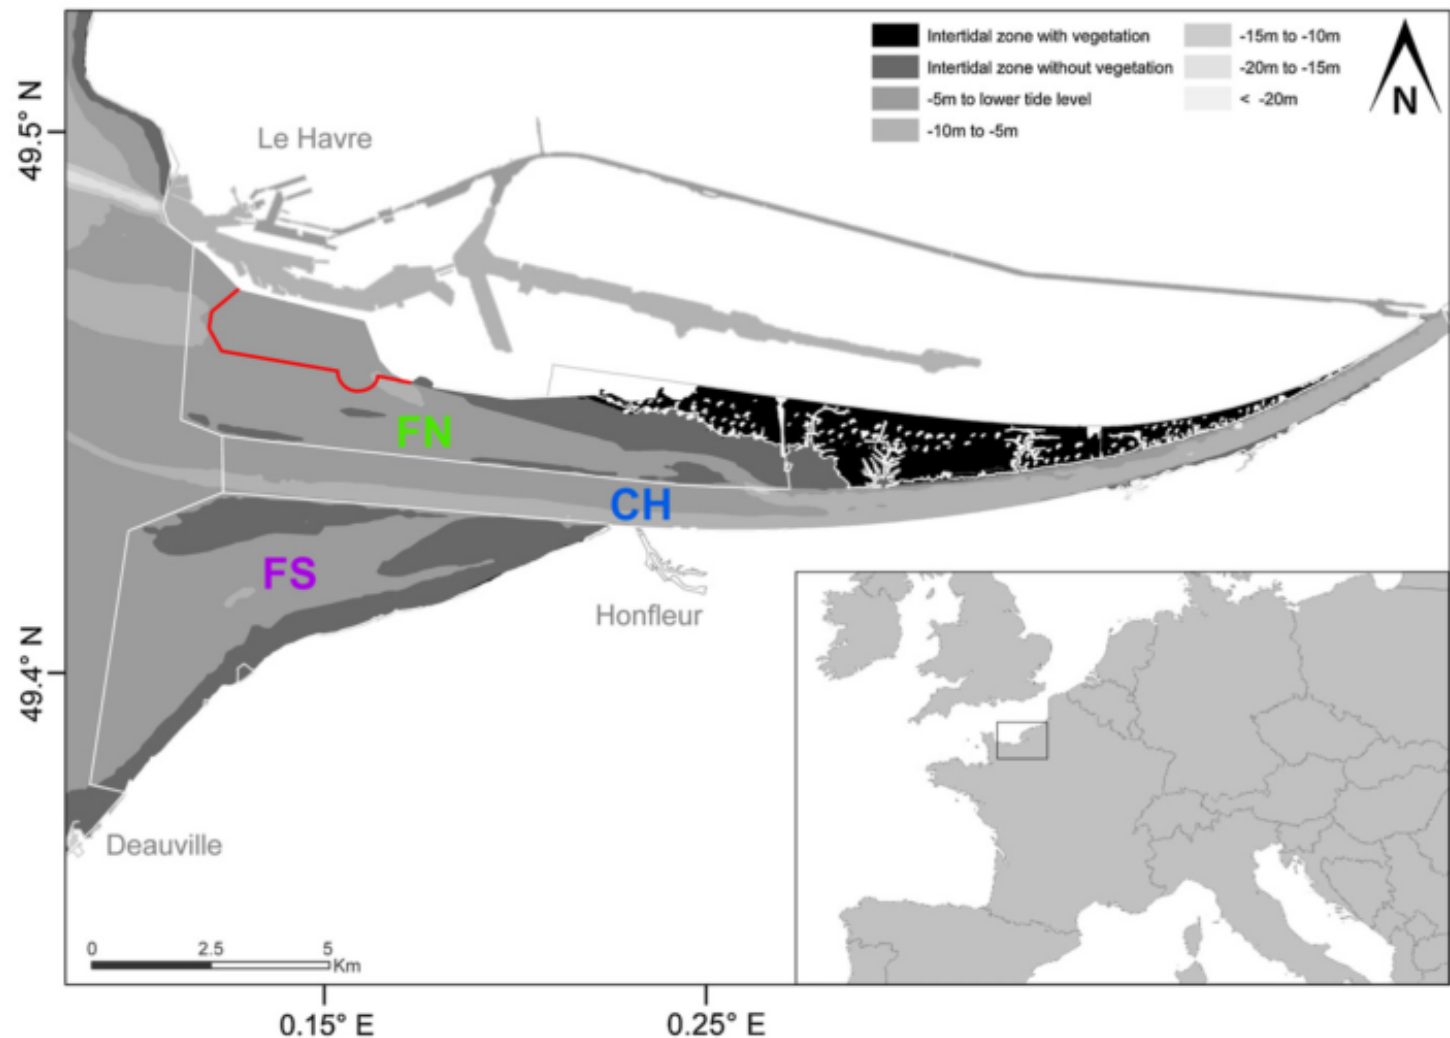 Intertidal zone with vegetation
Intertidal zone without vegetation
-5m to lower tide level
-10m to -5m
-15m to -10m
-20m to -15m
< -20m
N
49.5° N
Le Havre
FN
CH
FS
Honfleur
49.4° N
Deauville
0 2.5 5
Km
0.15° E
0.25° E